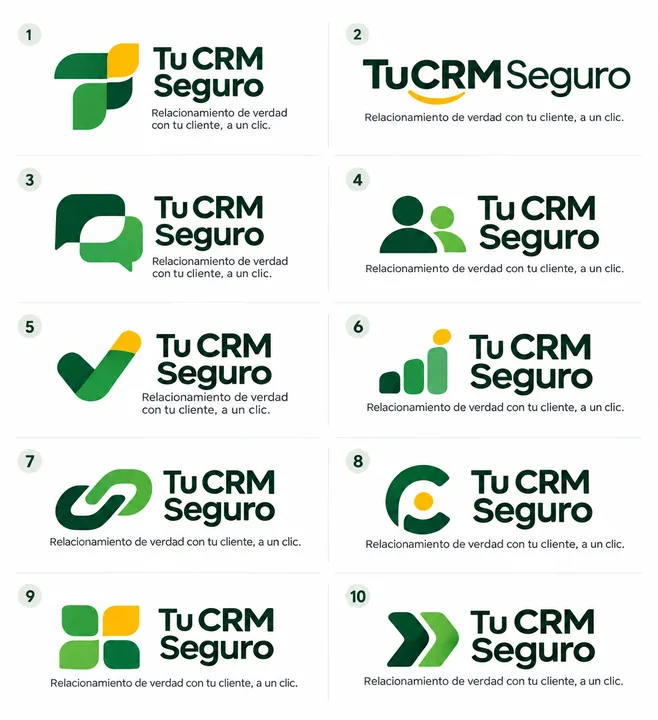 1
Tu CRM
Seguro
Relacionamiento de verdad
con tu cliente, a un clic.
2
TuCRM Seguro
Relacionamiento de verdad con tu cliente, a un clic.
3
Tu CRM
Seguro
Relacionamiento de verdad
con tu cliente, a un clic.
4
Tu CRM
Seguro
Relacionamiento de verdad con tu cliente, a un clic.
5
Tu CRM
Seguro
Relacionamiento de verdad
con tu cliente, a un clic.
6
Tu CRM
Seguro
Relacionamiento de verdad con tu cliente, a un clic.
7
Tu CRM
Seguro
Relacionamiento de verdad con tu cliente, a un clic.
8
Tu CRM
Seguro
Relacionamiento de verdad con tu cliente, a un clic.
9
Tu CRM
Seguro
Relacionamiento de verdad con tu cliente, a un clic.
10
Tu CRM
Seguro
Relacionamiento de verdad con tu cliente, a un clic.